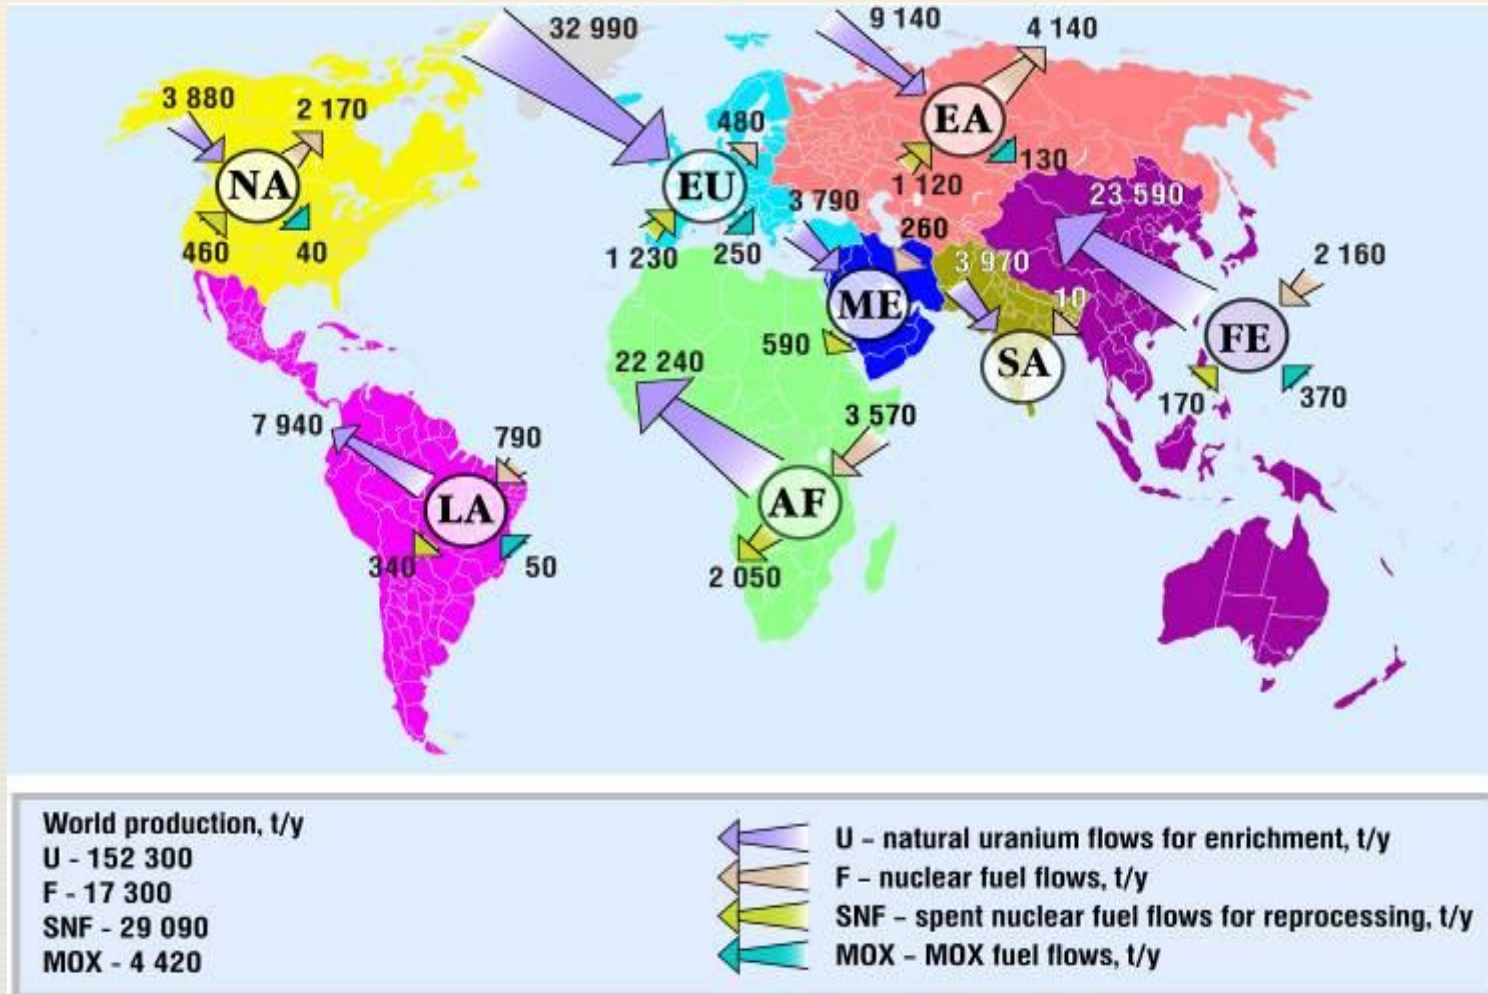 32 990
9 140
4 140
3 880
2 170
480
EA
130
1 120
NA
EU
3 790
23 590
260
460
40
1 230
250
3 970
2 160
10
ME
FE
590
SA
22 240
170
370
7 940
790
3 570
LA
AF
340
50
2 050
World production, t/y
U - 152 300
F - 17 300
SNF - 29 090
MOX - 4 420
U – natural uranium flows for enrichment, t/y
F – nuclear fuel flows, t/y
SNF – spent nuclear fuel flows for reprocessing, t/y
MOX – MOX fuel flows, t/y